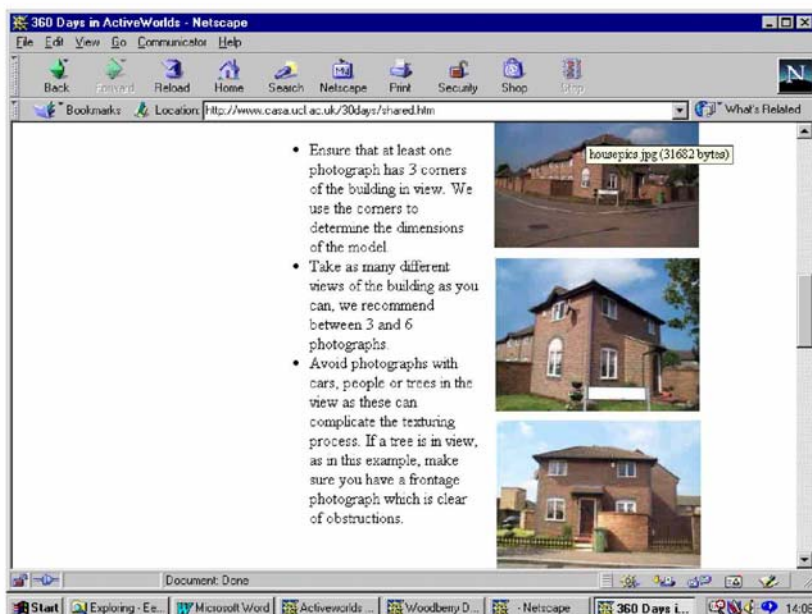 360 Days in ActiveWorlds - Netscape
File Edit View Go Communicator Help
Back Forward Reload Home Search Netscape Print Security Shop Stop
Bookmarks Location: http://www.casa.ucl.ac.uk/30days/shared.htm What's Related
N
housepics.jpg (31682 bytes)
• Ensure that at least one
photograph has 3 corners
of the building in view. We
use the corners to
determine the dimensions
of the model.
• Take as many different
views of the building as you
can, we recommend
between 3 and 6
photographs.
• Avoid photographs with
cars, people or trees in the
view as these can
complicate the texturing
process. If a tree is in view,
as in this example, make
sure you have a frontage
photograph which is clear
of obstructions.
Document: Done
Start Exploring - Ee... Microsoft Word Activeworlds ... Woodberry D... - Netscape 360 Days i...